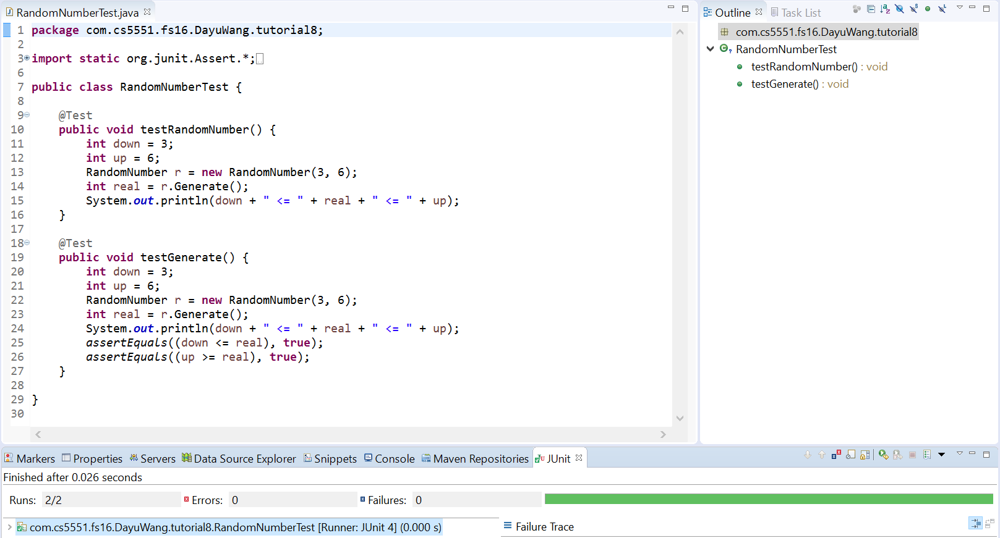 RandomNumberTest.java
1 package com.cs5551.fs16.DayuWang.tutorial8;
2
3 import static org.junit.Assert.*;
6
7 public class RandomNumberTest {
8
9     @Test
10     public void testRandomNumber() {
11         int down = 3;
12         int up = 6;
13         RandomNumber r = new RandomNumber(3, 6);
14         int real = r.Generate();
15         System.out.println(down + " <= " + real + " <= " + up);
16     }
17
18     @Test
19     public void testGenerate() {
20         int down = 3;
21         int up = 6;
22         RandomNumber r = new RandomNumber(3, 6);
23         int real = r.Generate();
24         System.out.println(down + " <= " + real + " <= " + up);
25         assertEquals((down <= real), true);
26         assertEquals((up >= real), true);
27     }
28
29 }
30
Outline Task List
com.cs5551.fs16.DayuWang.tutorial8
RandomNumberTest
testRandomNumber() : void
testGenerate() : void
Markers Properties Servers Data Source Explorer Snippets Console Maven Repositories JUnit
Finished after 0.026 seconds
Runs: 2/2 Errors: 0 Failures: 0
com.cs5551.fs16.DayuWang.tutorial8.RandomNumberTest [Runner: JUnit 4] (0.000 s)
Failure Trace